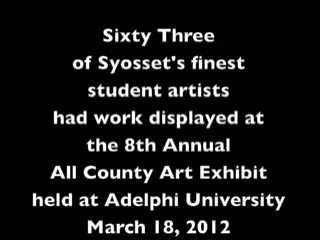 Sixty Three
of Syosset's finest
student artists
had work displayed at
the 8th Annual
All County Art Exhibit
held at Adelphi University
March 18, 2012